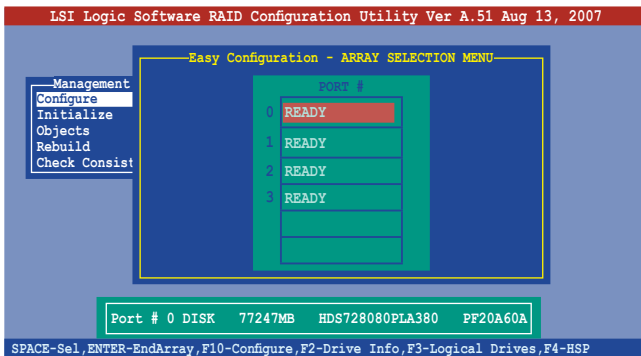 LSI Logic Software RAID Configuration Utility Ver A.51 Aug 13, 2007
Easy Configuration - ARRAY SELECTION MENU
Management
Configure
Initialize
Objects
Rebuild
Check Consist
PORT #
0 READY
1 READY
2 READY
3 READY
Port # 0 DISK 77247MB HDS728080PLA380 PF20A60A
SPACE-Sel,ENTER-EndArray,F10-Configure,F2-Drive Info,F3-Logical Drives,F4-HSP